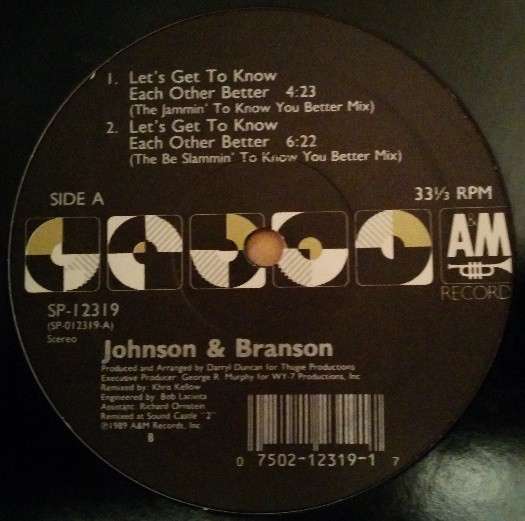 1. Let's Get To Know
Each Other Better 4:23
(The Jammin' To Know You Better Mix)
2. Let's Get To Know
Each Other Better 6:22
(The Be Slammin' To Know You Better Mix)
SIDE A
33⅓ RPM
A&M
RECORD
SP-12319
(SP-012319-A)
Stereo
Johnson & Branson
Produced and Arranged by Darryl Duncan for Thugie Productions
Executive Producer: George R. Murphy for WY-7 Productions, Inc
Remixed by: Khris Kellow
Engineered by: Bob Lacivita
Assistant: Richard Ornstein
Remixed at Sound Castle "2"
℗1989 A&M Records, Inc
B
0 7502-12319-1 7